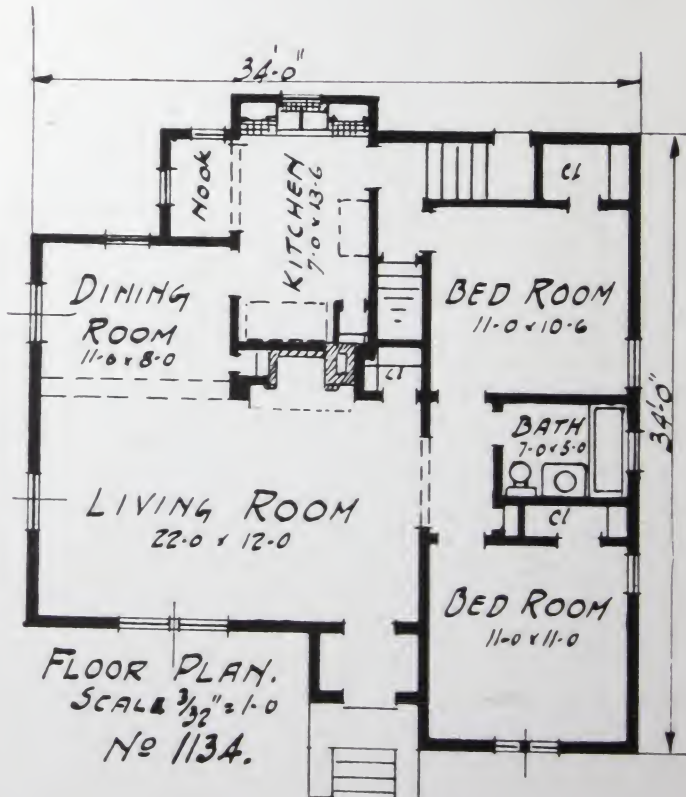 34'-0"
NOOK
KITCHEN
7-0 x 13-6
Cl
DINING
ROOM
11-0 x 8-0
BED ROOM
11-0 x 10-6
Cl
34'-0"
BATH
7-0 x 5-0
LIVING ROOM
22-0 x 12-0
Cl
BED ROOM
11-0 x 11-0
FLOOR PLAN.
SCALE 3/32" = 1-0
No 1134.